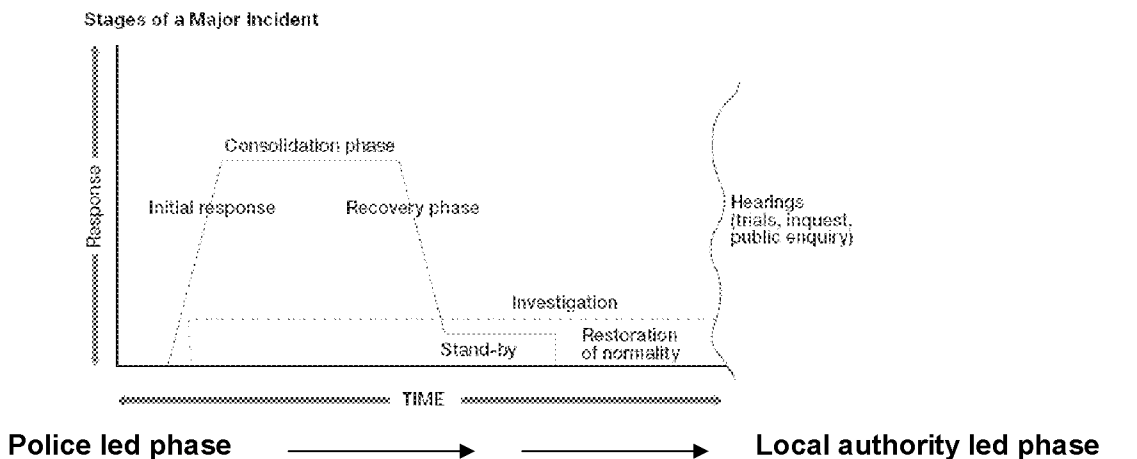 Stages of a Major Incident
Response
Consolidation phase
Initial response
Recovery phase
Hearings
(trials, inquest,
public enquiry)
Investigation
Stand-by
Restoration
of normality
TIME
Police led phase
Local authority led phase